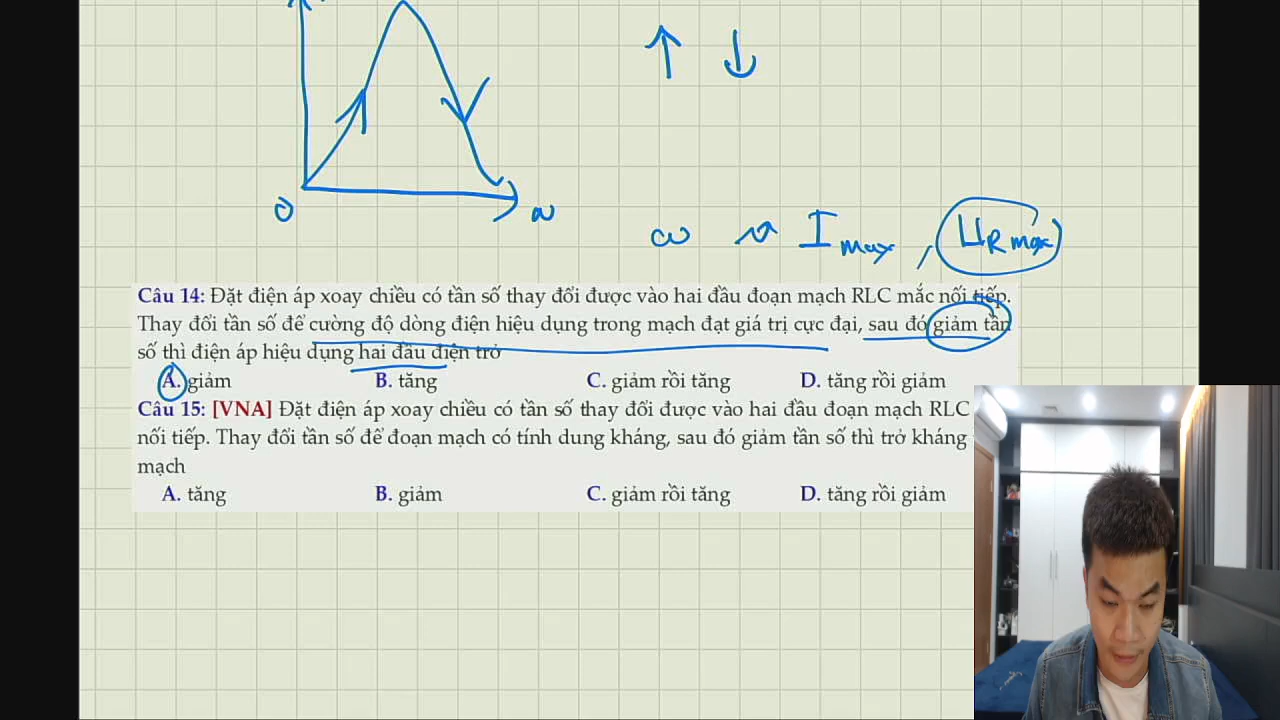 ↑ ↓
0
ω
ω ↝ I max , U R max
Câu 14: Đặt điện áp xoay chiều có tần số thay đổi được vào hai đầu đoạn mạch RLC mắc nối tiếp.
Thay đổi tần số để cường độ dòng điện hiệu dụng trong mạch đạt giá trị cực đại, sau đó giảm tần
số thì điện áp hiệu dụng hai đầu điện trở
A. giảm B. tăng C. giảm rồi tăng D. tăng rồi giảm
Câu 15: [VNA] Đặt điện áp xoay chiều có tần số thay đổi được vào hai đầu đoạn mạch RLC
nối tiếp. Thay đổi tần số để đoạn mạch có tính dung kháng, sau đó giảm tần số thì trở kháng
mạch
A. tăng B. giảm C. giảm rồi tăng D. tăng rồi giảm